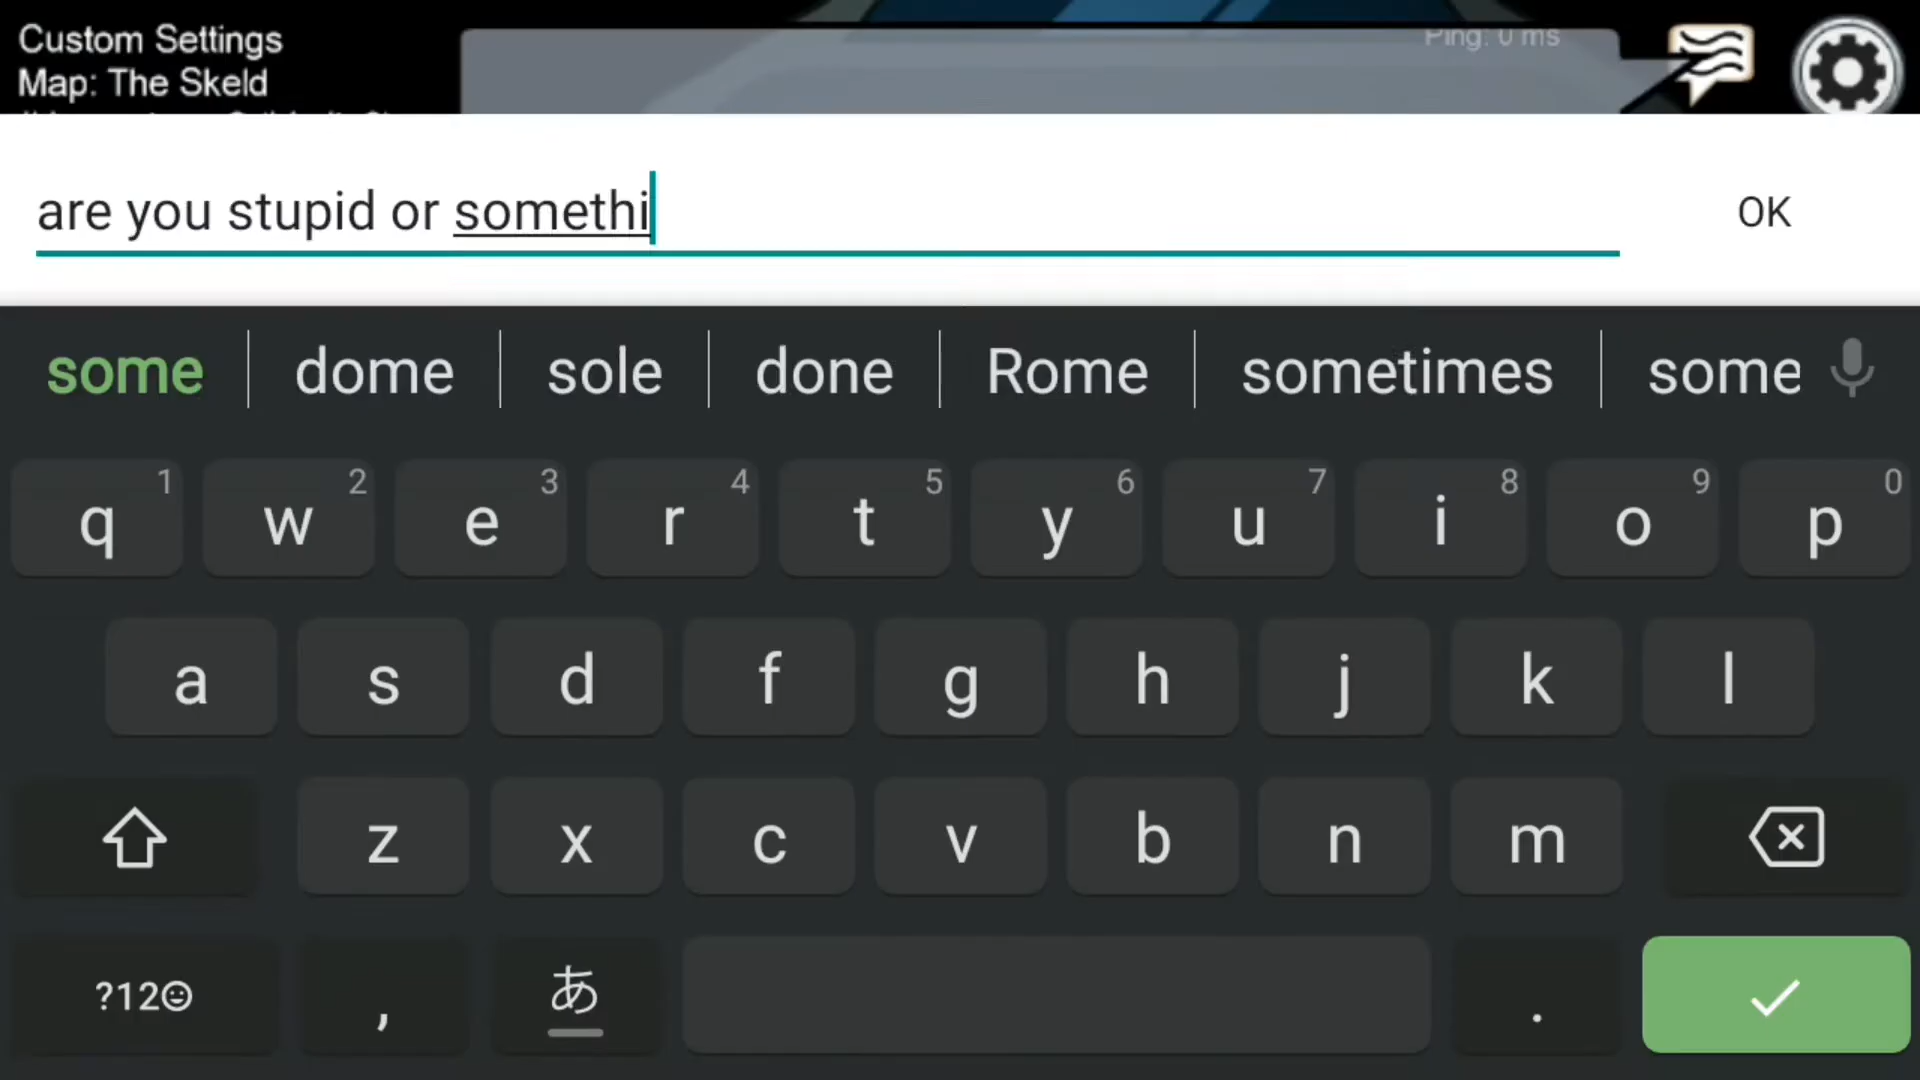 Custom Settings
Ping: 0 ms
Map: The Skeld
are you stupid or somethi
OK
some dome sole done Rome sometimes some
1 2 3 4 5 6 7 8 9 0
q w e r t y u i o p
a s d f g h j k l
z x c v b n m
?12☺ , あ .